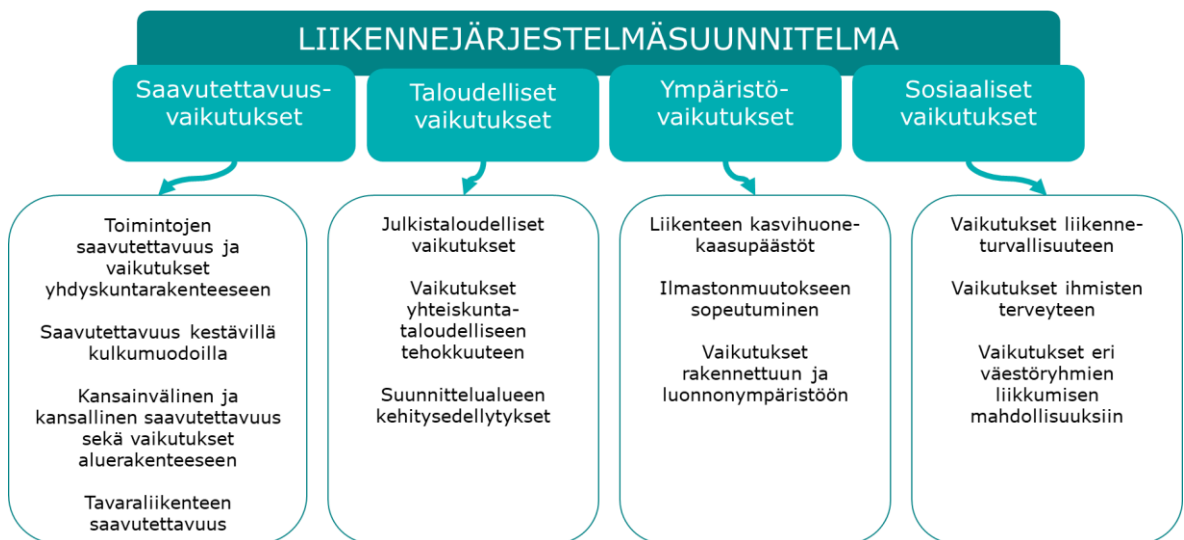 LIIKENNEJÄRJESTELMÄSUUNNITELMA
Saavutettavuus-
vaikutukset
Taloudelliset
vaikutukset
Ympäristö-
vaikutukset
Sosiaaliset
vaikutukset
Toimintojen
saavutettavuus ja
vaikutukset
yhdyskuntarakenteeseen
Saavutettavuus kestävillä
kulkumuodoilla
Kansainvälinen ja
kansallinen saavutettavuus
sekä vaikutukset
aluerakenteeseen
Tavaraliikenteen
saavutettavuus
Julkistaloudelliset
vaikutukset
Vaikutukset
yhteiskunta-
taloudelliseen
tehokkuuteen
Suunnittelualueen
kehitysedellytykset
Liikenteen kasvihuone-
kaasupäästöt
Ilmastonmuutokseen
sopeutuminen
Vaikutukset
rakennettuun ja
luonnonympäristöön
Vaikutukset liikenne-
turvallisuuteen
Vaikutukset ihmisten
terveyteen
Vaikutukset eri
väestöryhmien
liikkumisen
mahdollisuuksiin